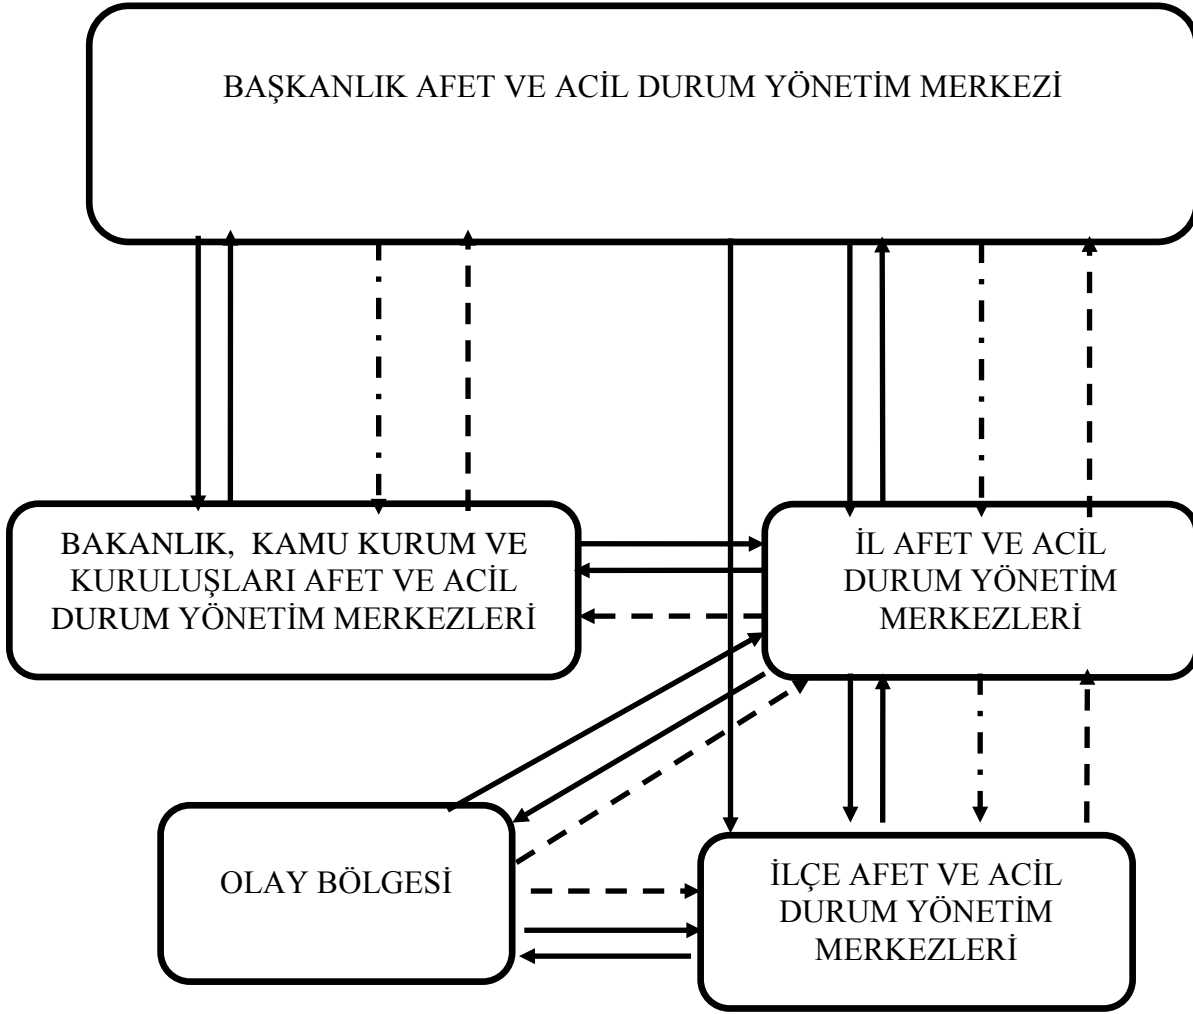 BAŞKANLIK AFET VE ACİL DURUM YÖNETİM MERKEZİ
BAKANLIK, KAMU KURUM VE
KURULUŞLARI AFET VE ACİL
DURUM YÖNETİM MERKEZLERİ
İL AFET VE ACİL
DURUM YÖNETİM
MERKEZLERİ
OLAY BÖLGESİ
İLÇE AFET VE ACİL
DURUM YÖNETİM
MERKEZLERİ